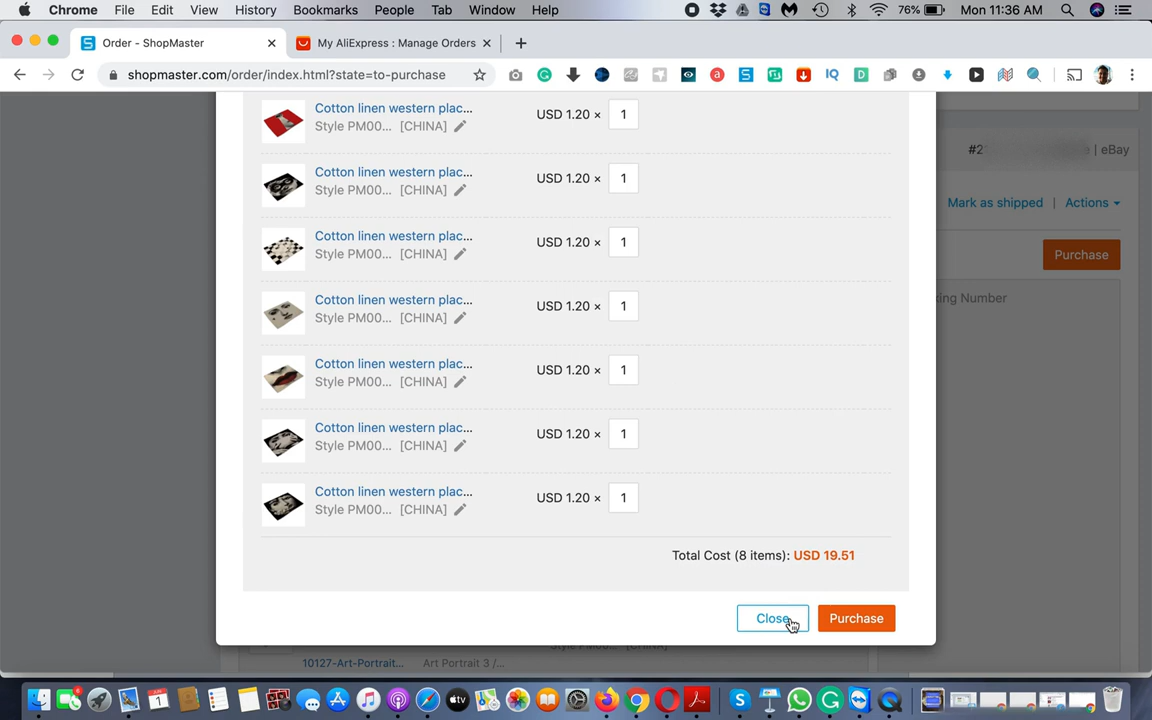 Chrome File Edit View History Bookmarks People Tab Window Help 76% Mon 11:36 AM
Order - ShopMaster My AliExpress : Manage Orders
shopmaster.com/order/index.html?state=to-purchase
Cotton linen western plac... USD 1.20 × 1
Style PM00... [CHINA]
#2 | eBay
Cotton linen western plac... USD 1.20 × 1
Style PM00... [CHINA]
Mark as shipped | Actions
Cotton linen western plac... USD 1.20 × 1
Style PM00... [CHINA]
Purchase
Cotton linen western plac... USD 1.20 × 1
Style PM00... [CHINA]
Number
Cotton linen western plac... USD 1.20 × 1
Style PM00... [CHINA]
Cotton linen western plac... USD 1.20 × 1
Style PM00... [CHINA]
Cotton linen western plac... USD 1.20 × 1
Style PM00... [CHINA]
Total Cost (8 items): USD 19.51
Close Purchase
10127-Art-Portrait... Art Portrait 3 /...